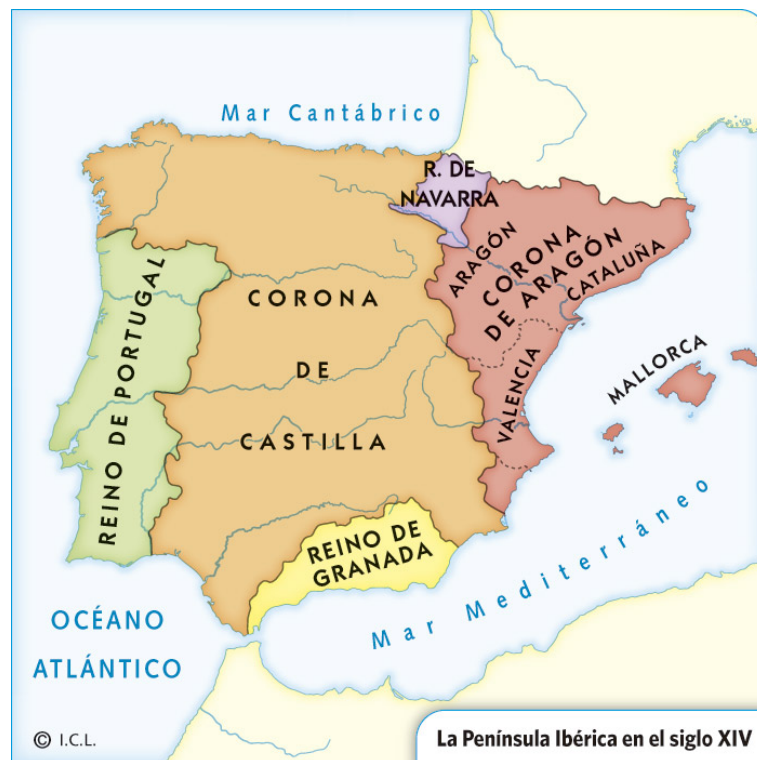 Mar Cantábrico
R. DE
NAVARRA
ARAGÓN
CORONA
DE ARAGÓN
CATALUÑA
REINO DE PORTUGAL
CORONA
DE
CASTILLA
VALENCIA
MALLORCA
REINO DE
GRANADA
Mar Mediterráneo
OCÉANO
ATLÁNTICO
© I.C.L.
La Península Ibérica en el siglo XIV